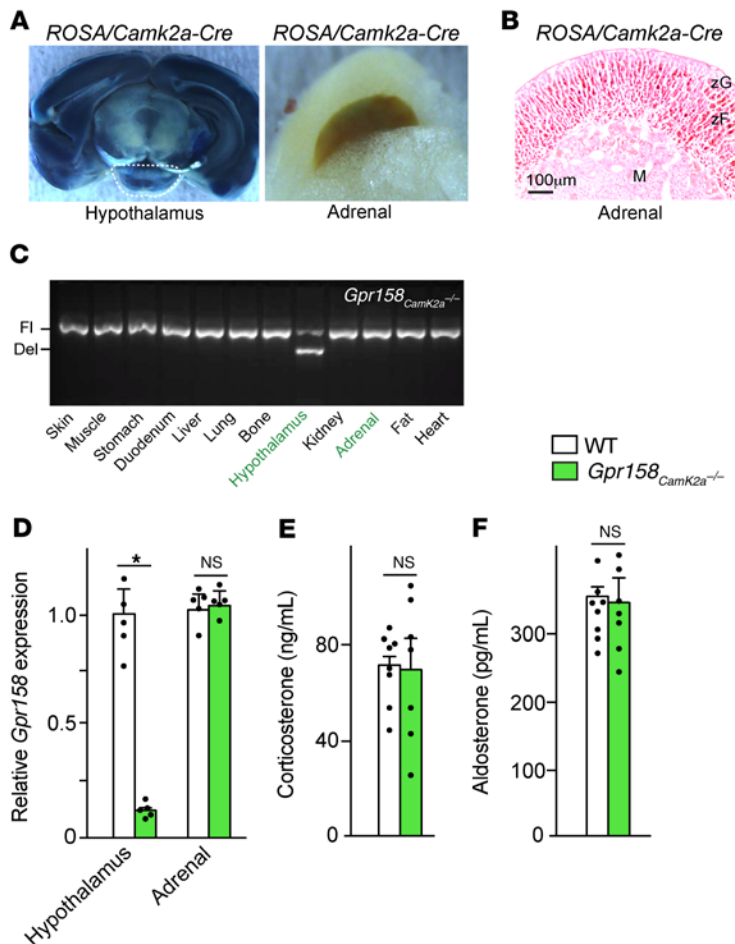 A
ROSA/Camk2a-Cre
ROSA/Camk2a-Cre
Hypothalamus
Adrenal
B
ROSA/Camk2a-Cre
zG
zF
M
100µm
Adrenal
C
Gpr158CamK2a–/–
Fl
Del
Skin
Muscle
Stomach
Duodenum
Liver
Lung
Bone
Hypothalamus
Kidney
Adrenal
Fat
Heart
WT
Gpr158CamK2a–/–
D
Relative Gpr158 expression
1.0
0.5
0
*
NS
Hypothalamus
Adrenal
E
Corticosterone (ng/mL)
80
40
0
NS
F
Aldosterone (pg/mL)
300
200
100
0
NS